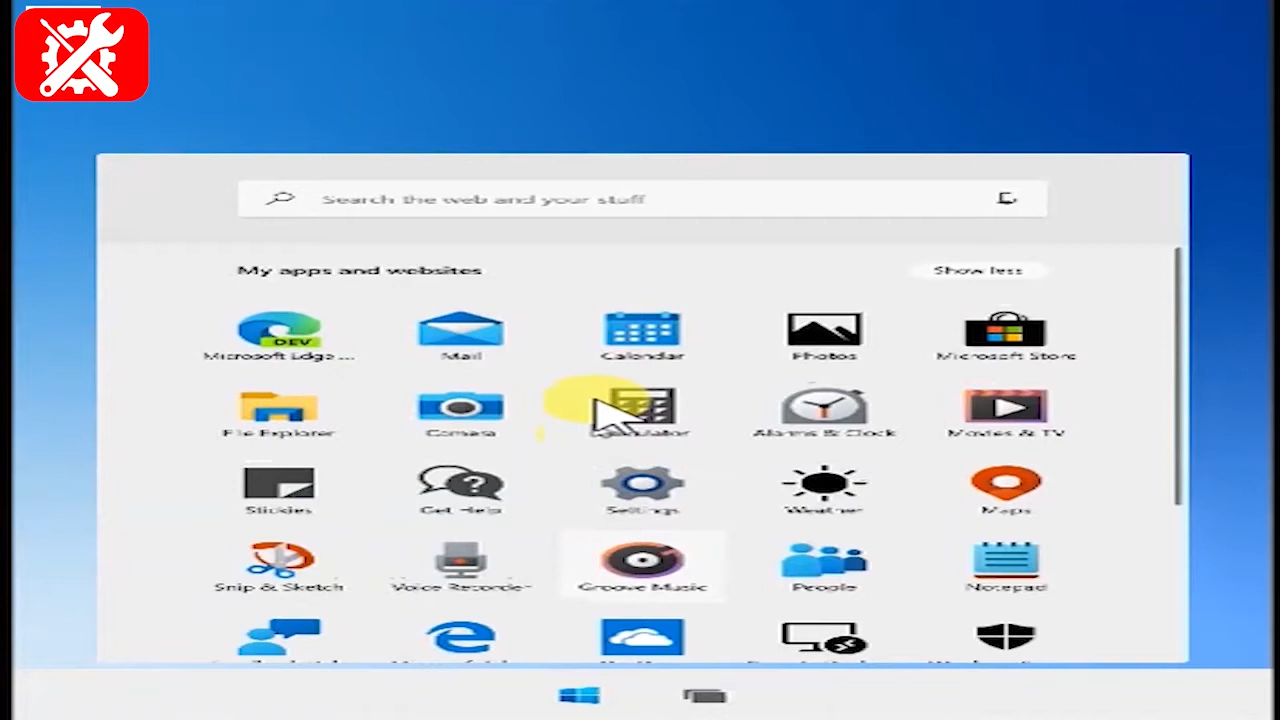 Search the web and your stuff
My apps and websites
Show less
DEV
Microsoft Edge ...
Mail
Calendar
Photos
Microsoft Store
File Explorer
Camera
Calculator
Alarms & Clock
Movies & TV
Stickies
Get Help
Settings
Weather
Maps
Snip & Sketch
Voice Recorder
Groove Music
People
Notepad